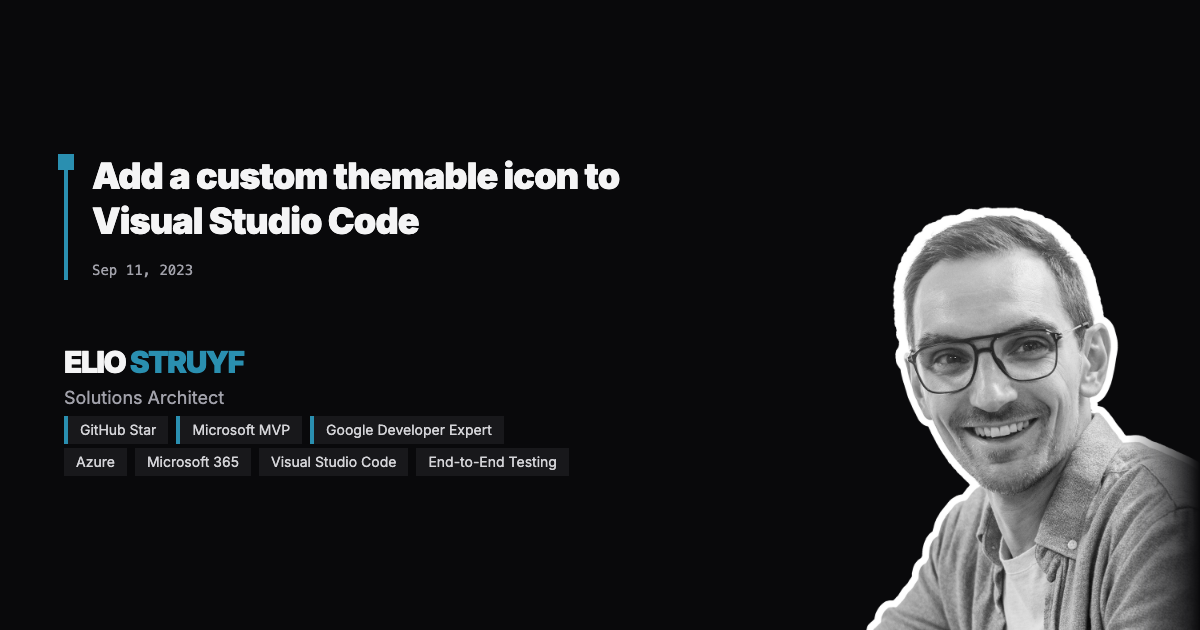 Add a custom themable icon to
Visual Studio Code
Sep 11, 2023
ELIO STRUYF
Solutions Architect
GitHub Star Microsoft MVP Google Developer Expert
Azure Microsoft 365 Visual Studio Code End-to-End Testing